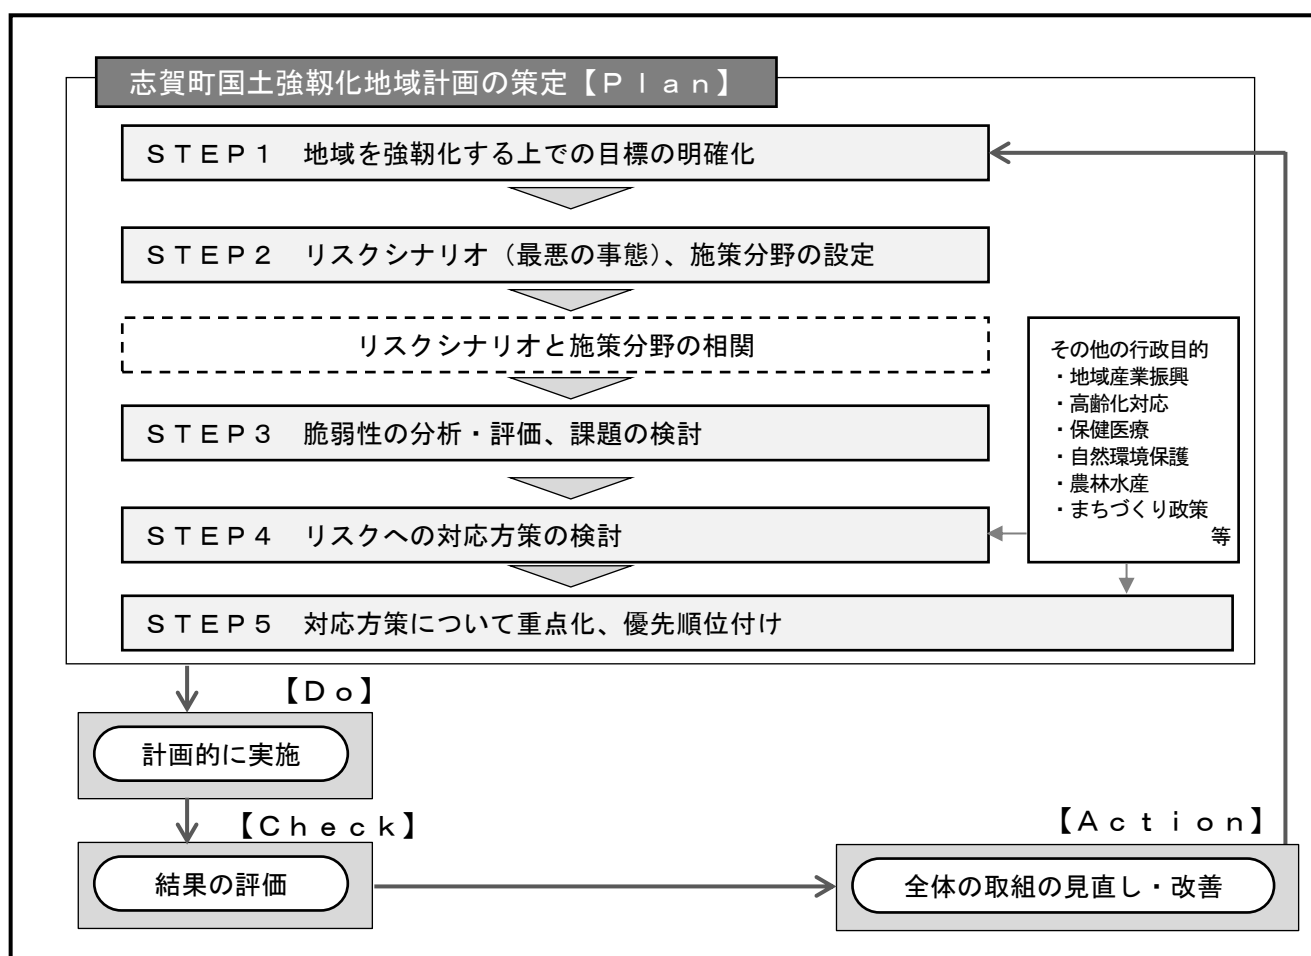 志賀町国土強靱化地域計画の策定【Ｐｌａｎ】
ＳＴＥＰ１　地域を強靱化する上での目標の明確化
ＳＴＥＰ２　リスクシナリオ（最悪の事態）、施策分野の設定
リスクシナリオと施策分野の相関
ＳＴＥＰ３　脆弱性の分析・評価、課題の検討
ＳＴＥＰ４　リスクへの対応方策の検討
ＳＴＥＰ５　対応方策について重点化、優先順位付け
その他の行政目的
・地域産業振興
・高齢化対応
・保健医療
・自然環境保護
・農林水産
・まちづくり政策
等
【Ｄｏ】
計画的に実施
【Ｃｈｅｃｋ】
結果の評価
【Ａｃｔｉｏｎ】
全体の取組の見直し・改善